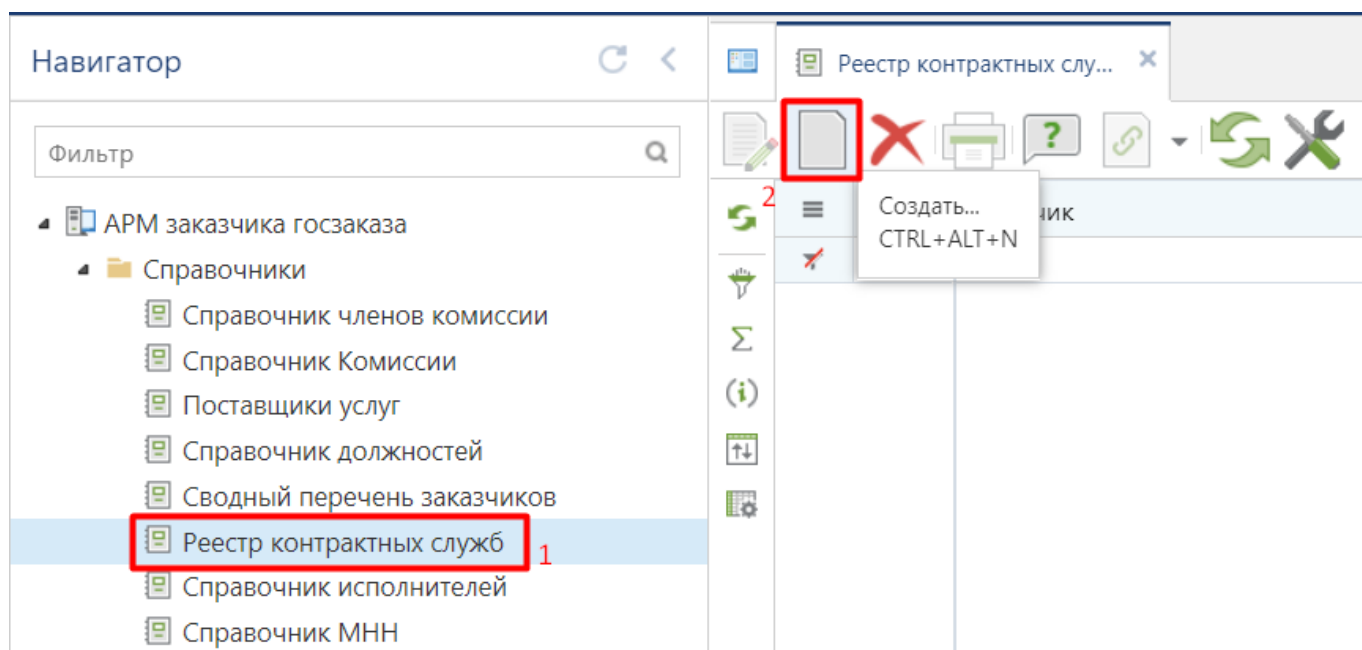 Навигатор
Реестр контрактных слу...
Фильтр
2
Создать...
CTRL+ALT+N
чик
АРМ заказчика госзаказа
Справочники
Справочник членов комиссии
Справочник Комиссии
Поставщики услуг
Справочник должностей
Сводный перечень заказчиков
Реестр контрактных служб
1
Справочник исполнителей
Справочник МНН